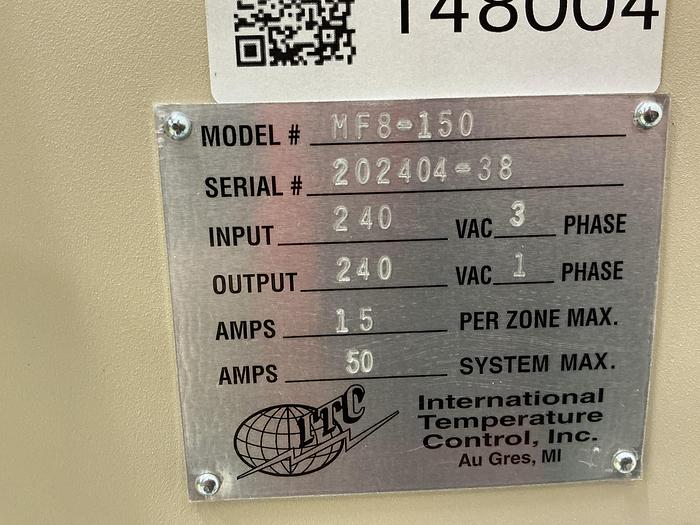 T48004
MODEL # MF8-150
SERIAL # 202404-38
INPUT 240 VAC 3 PHASE
OUTPUT 240 VAC 1 PHASE
AMPS 15 PER ZONE MAX.
AMPS 50 SYSTEM MAX.
ITC
International
Temperature
Control, Inc.
Au Gres, MI